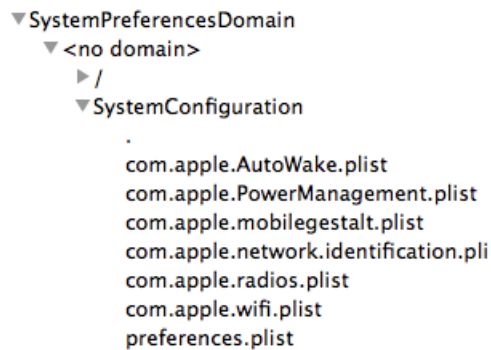 SystemPreferencesDomain
<no domain>
/
SystemConfiguration
.
com.apple.AutoWake.plist
com.apple.PowerManagement.plist
com.apple.mobilegestalt.plist
com.apple.network.identification.pli
com.apple.radios.plist
com.apple.wifi.plist
preferences.plist